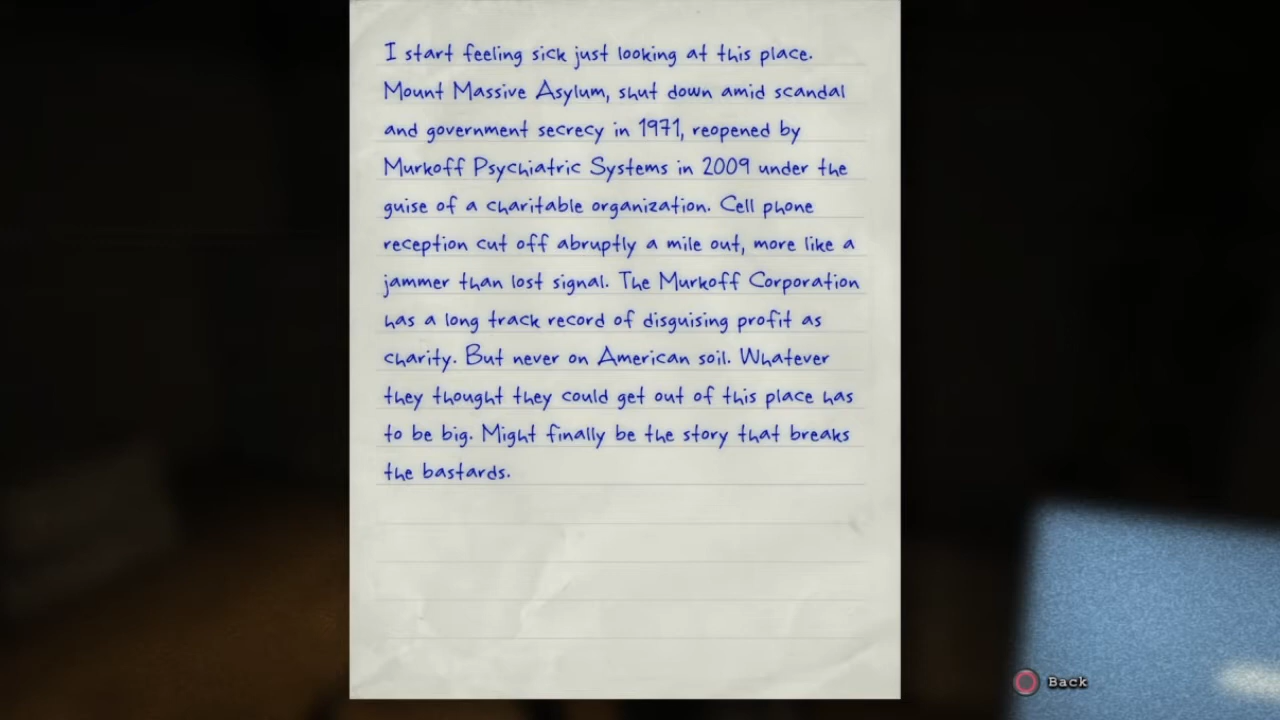 I start feeling sick just looking at this place.
Mount Massive Asylum, shut down amid scandal
and government secrecy in 1971, reopened by
Murkoff Psychiatric Systems in 2009 under the
guise of a charitable organization. Cell phone
reception cut off abruptly a mile out, more like a
jammer than lost signal. The Murkoff Corporation
has a long track record of disguising profit as
charity. But never on American soil. Whatever
they thought they could get out of this place has
to be big. Might finally be the story that breaks
the bastards.
Back